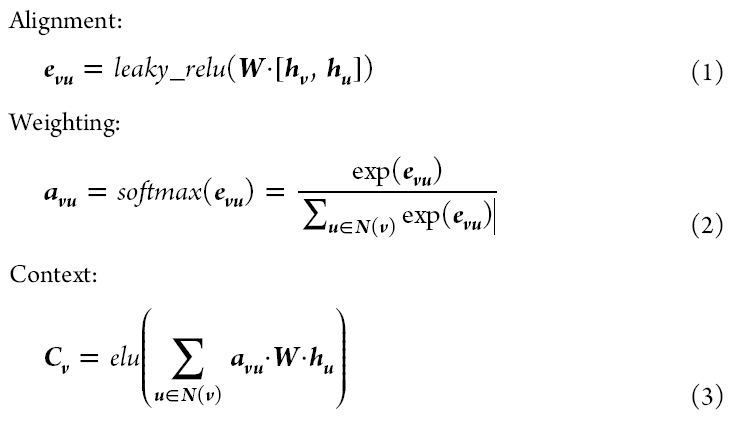 Alignment:
e_vu = leaky_relu(W·[h_v, h_u]) (1)
Weighting:
a_vu = softmax(e_vu) = exp(e_vu) / ∑_{u∈N(v)} exp(e_vu)| (2)
Context:
C_v = elu(∑_{u∈N(v)} a_vu·W·h_u) (3)